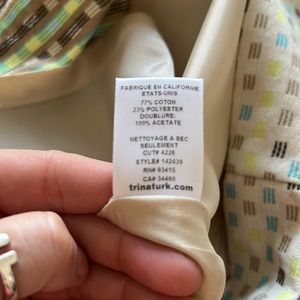 FABRIQUE EN CALIFORNIE
ETATS-UNIS
77% COTON
23% POLYESTER
DOUBLURE:
100% ACETATE
NETTOYAGE A SEC
SEULEMENT
CUT# 4226
STYLE# 142439
RN# 93415
CA# 34460
trinaturk.com